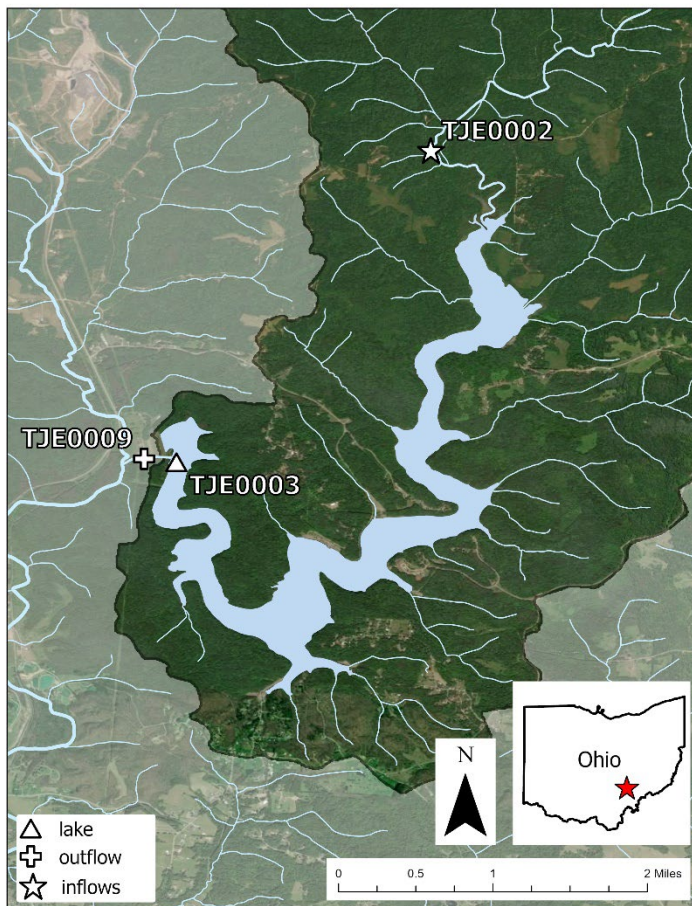 TJE0002
TJE0009
TJE0003
N
Ohio
lake
outflow
inflows
0 0.5 1 2 Miles